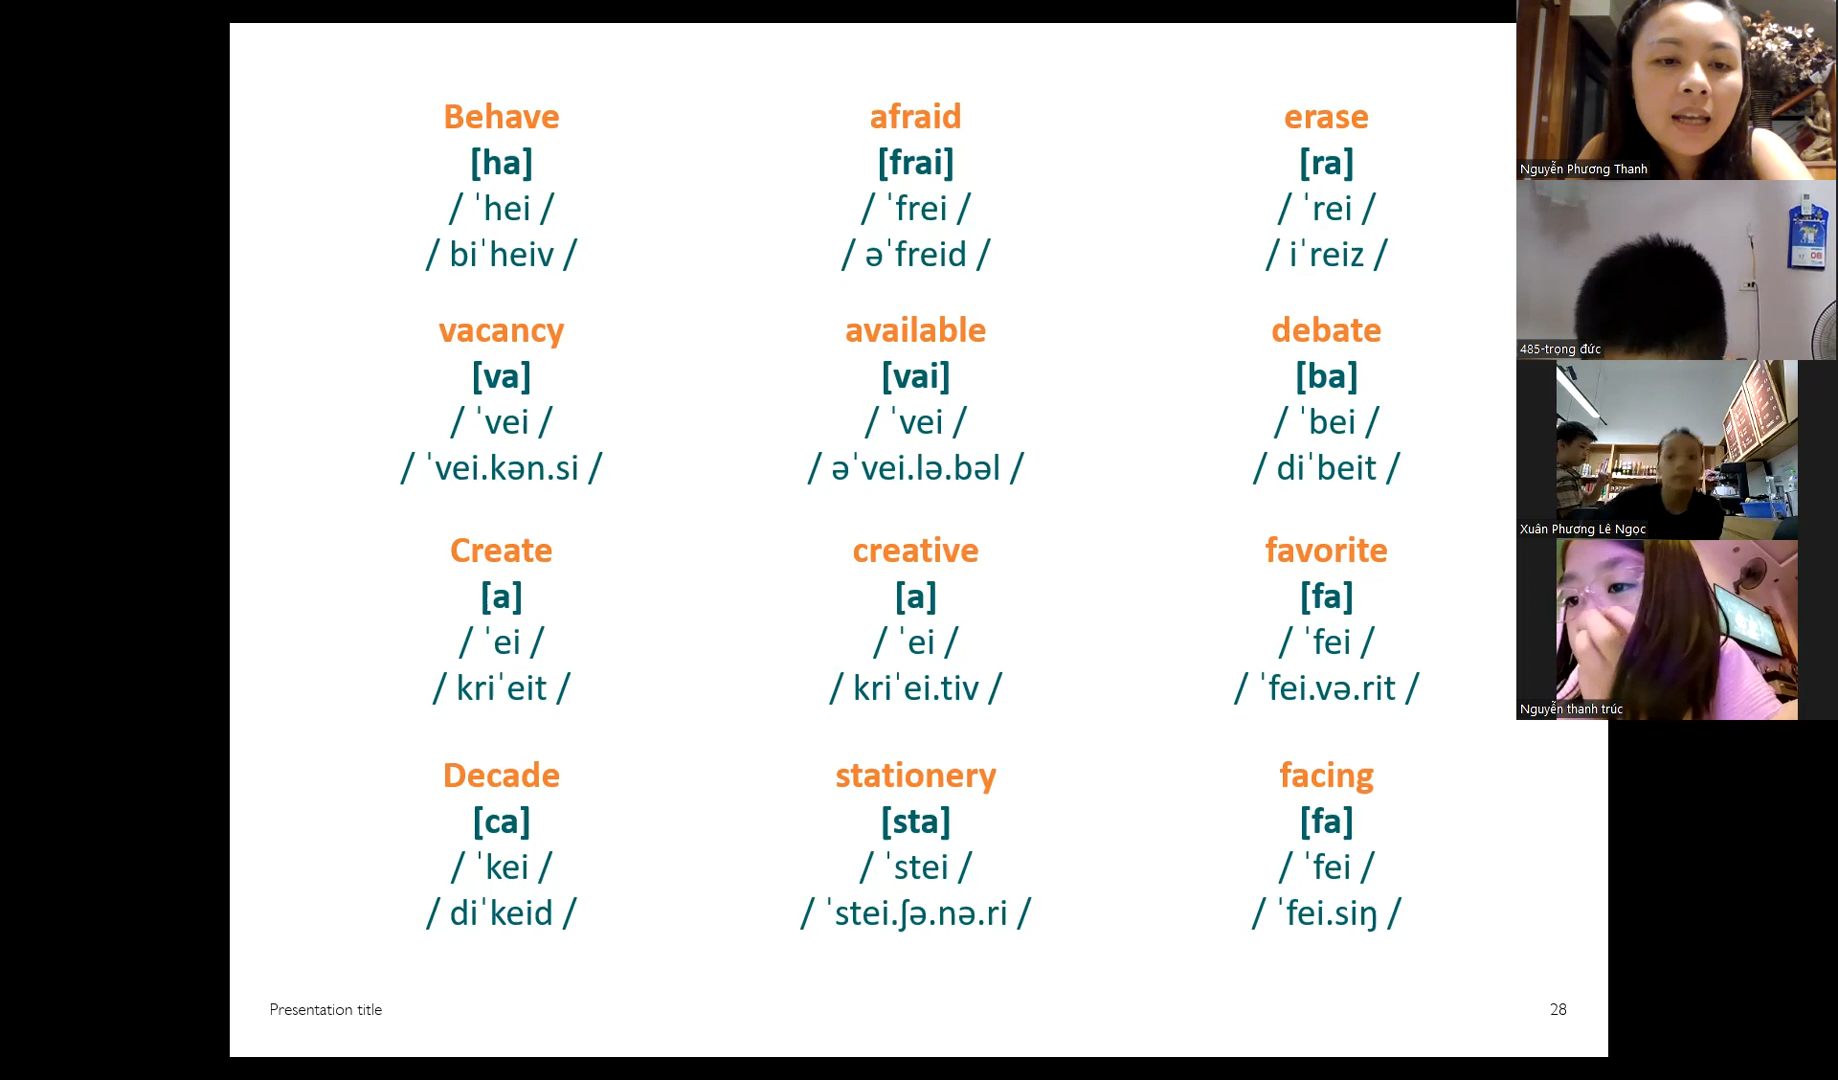 Behave
[ha]
/ ˈhei /
/ biˈheiv /
afraid
[frai]
/ ˈfrei /
/ əˈfreid /
erase
[ra]
/ ˈrei /
/ iˈreiz /
vacancy
[va]
/ ˈvei /
/ ˈvei.kən.si /
available
[vai]
/ ˈvei /
/ əˈvei.lə.bəl /
debate
[ba]
/ ˈbei /
/ diˈbeit /
Create
[a]
/ ˈei /
/ kriˈeit /
creative
[a]
/ ˈei /
/ kriˈei.tiv /
favorite
[fa]
/ ˈfei /
/ ˈfei.və.rit /
Decade
[ca]
/ ˈkei /
/ diˈkeid /
stationery
[sta]
/ ˈstei /
/ ˈstei.ʃə.nə.ri /
facing
[fa]
/ ˈfei /
/ ˈfei.siŋ /
Presentation title
28
Nguyễn Phương Thanh
485-trọng đức
Xuân Phương Lê Ngọc
Nguyễn thanh trúc